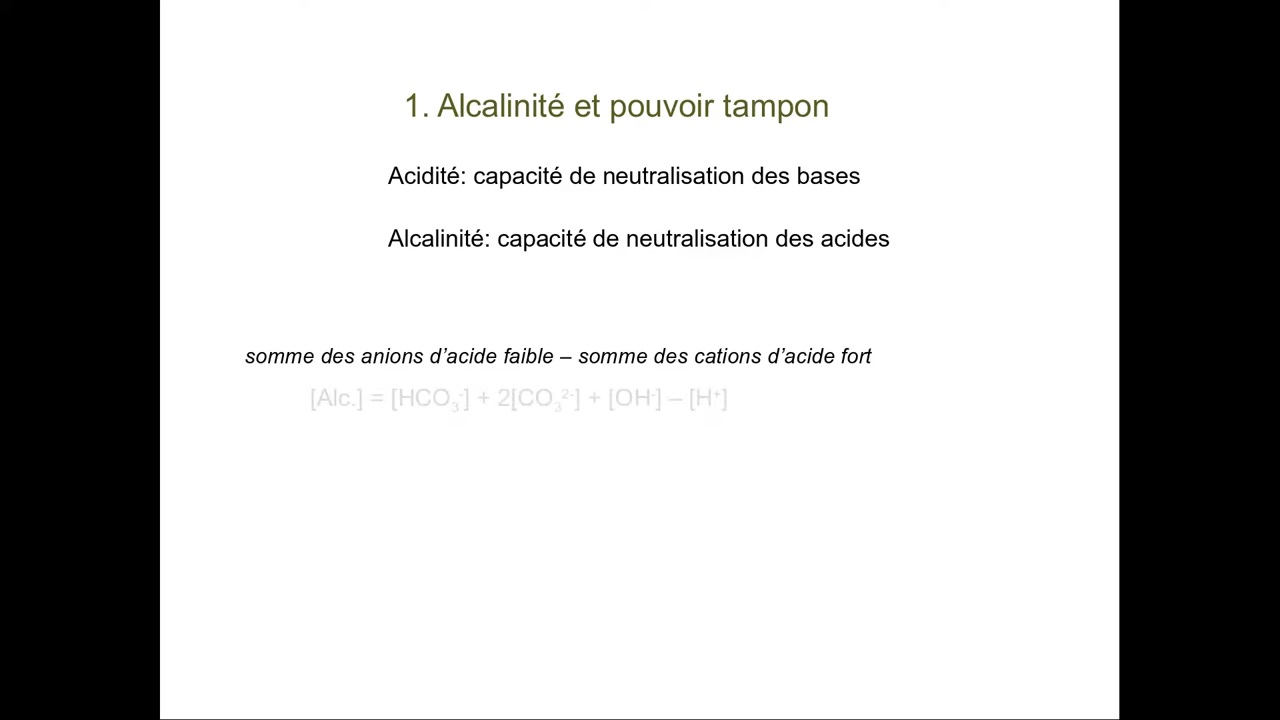 1. Alcalinité et pouvoir tampon
Acidité: capacité de neutralisation des bases
Alcalinité: capacité de neutralisation des acides
somme des anions d’acide faible – somme des cations d’acide fort
[Alc.] = [HCO₃⁻] + 2[CO₃²⁻] + [OH⁻] – [H⁺]